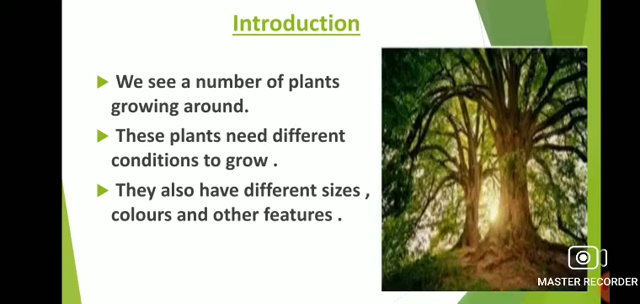 Introduction
We see a number of plants
growing around.
These plants need different
conditions to grow .
They also have different sizes ,
colours and other features .
MASTER RECORDER